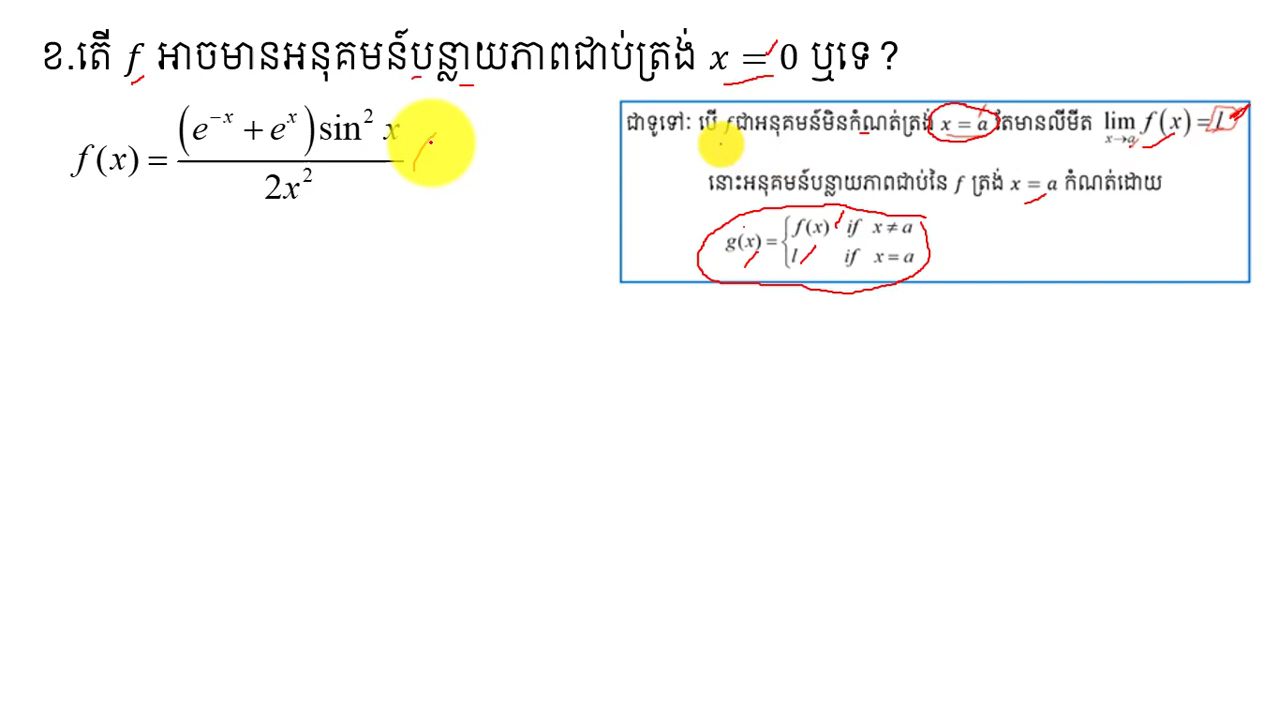 ខ.តើ f អាចមានអនុគមន៍បន្លាយភាពជាប់ត្រង់ x = 0 ឬទេ?
f(x) = (e^{-x} + e^x) sin^2 x / 2x^2
ជាទូទៅ: បើ f ជាអនុគមន៍មិនកំណត់ត្រង់ x = a តែមានលីមីត lim_{x→a} f(x) = l
នោះអនុគមន៍បន្លាយភាពជាប់នៃ f ត្រង់ x = a កំណត់ដោយ
g(x) = { f(x) if x ≠ a
l if x = a